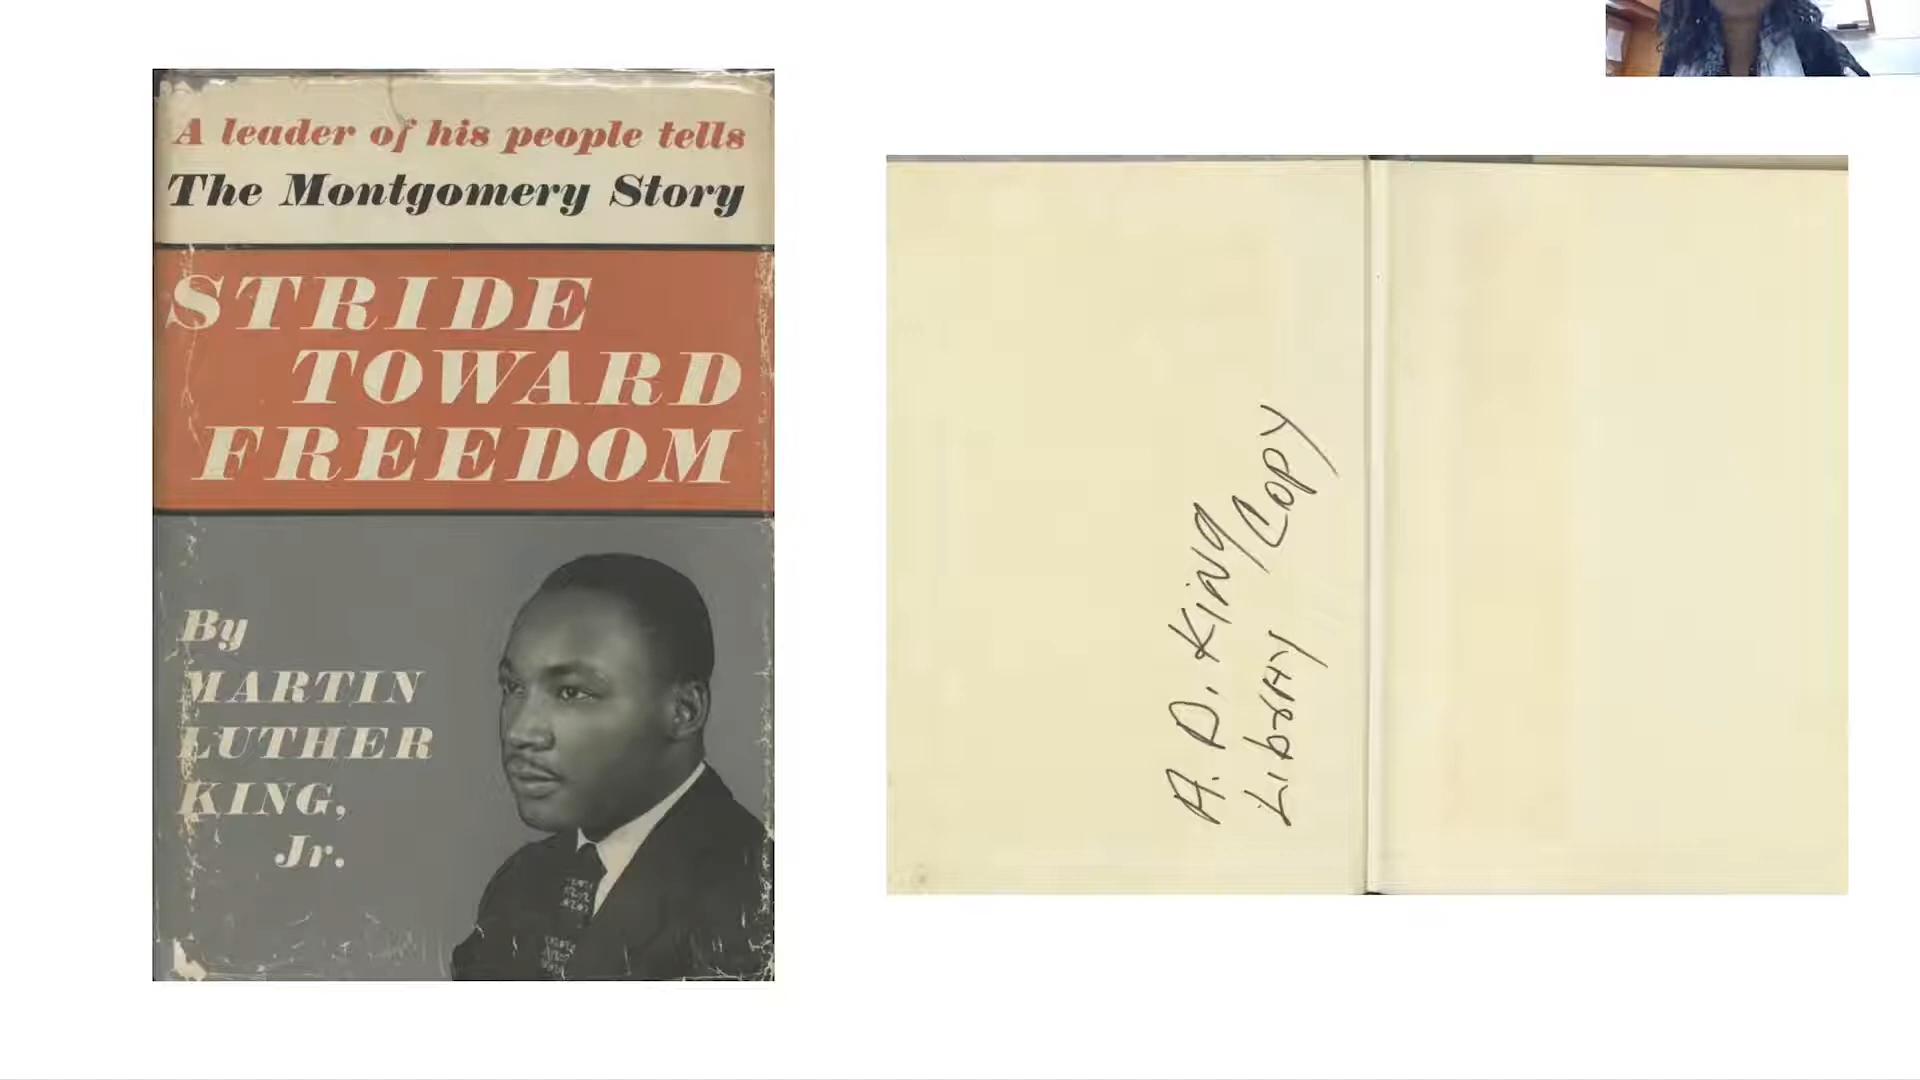 A leader of his people tells
The Montgomery Story
STRIDE
TOWARD
FREEDOM
By
MARTIN
LUTHER
KING,
Jr.
A. D. King
Library Copy